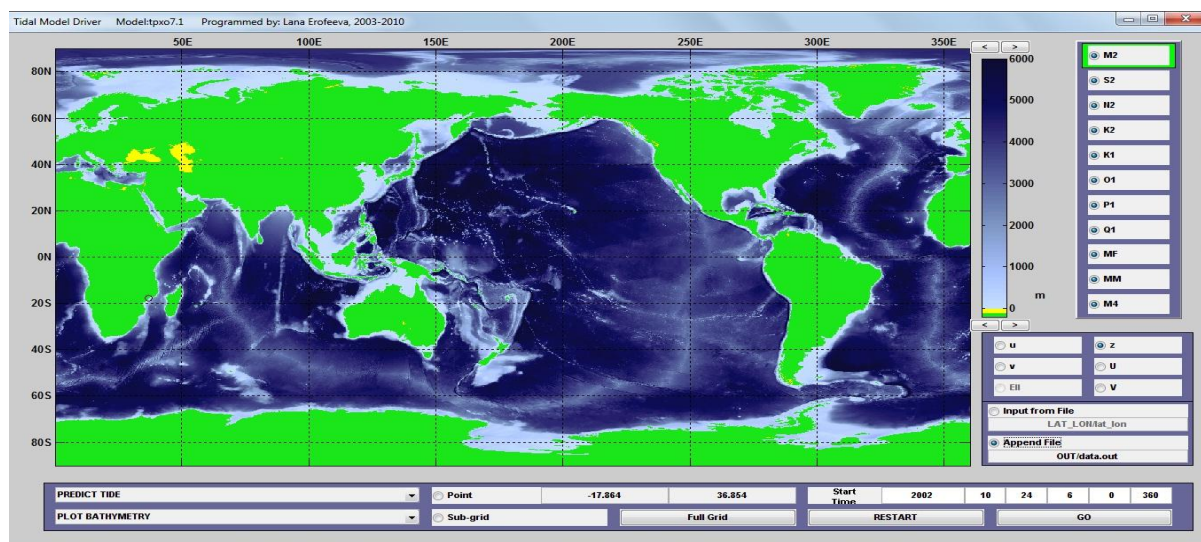 Tidal Model Driver Model:tpxo7.1 Programmed by: Lana Erofeeva, 2003-2010
50E 100E 150E 200E 250E 300E 350E
80N
60N
40N
20N
0N
20S
40S
60S
80S
< >
6000
5000
4000
3000
2000
1000
m
0
< >
M2
S2
N2
K2
K1
O1
P1
Q1
MF
MM
M4
u z
v U
Ell V
Input from File
LAT_LON/lat_lon
Append File
OUT/data.out
PREDICT TIDE Point -17.864 36.854 Start Time 2002 10 24 6 0 360
PLOT BATHYMETRY Sub-grid Full Grid RESTART GO